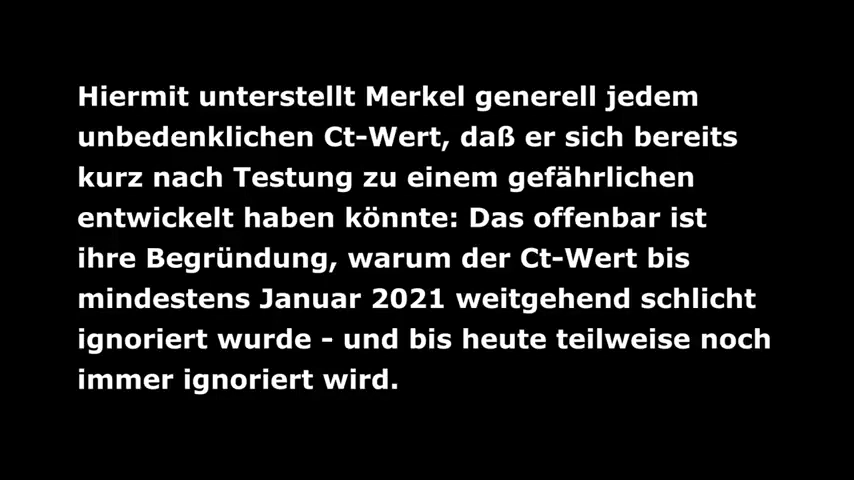 Hiermit unterstellt Merkel generell jedem
unbedenklichen Ct-Wert, daß er sich bereits
kurz nach Testung zu einem gefährlichen
entwickelt haben könnte: Das offenbar ist
ihre Begründung, warum der Ct-Wert bis
mindestens Januar 2021 weitgehend schlicht
ignoriert wurde - und bis heute teilweise noch
immer ignoriert wird.